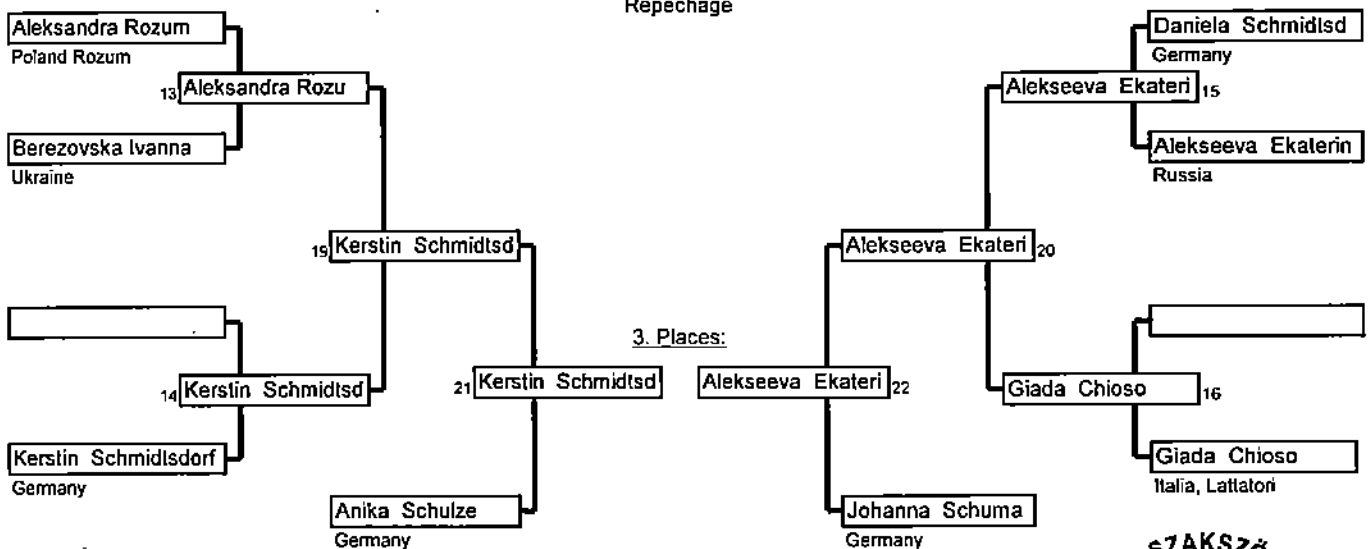 Repechage
Aleksandra Rozum
Poland Rozum
13 Aleksandra Rozu
Berezovska Ivanna
Ukraine
19 Kerstin Schmidtsd
14 Kerstin Schmidtsd
Kerstin Schmidtsdorf
Germany
21 Kerstin Schmidtsd
Anika Schulze
Germany
3. Places:
Daniela Schmidtsd
Germany
Alekseeva Ekateri 15
Alekseeva Ekaterin
Russia
Alekseeva Ekateri 20
Alekseeva Ekateri 22
Giada Chioso 16
Giada Chioso
Italia, Lattatori
Johanna Schuma
Germany